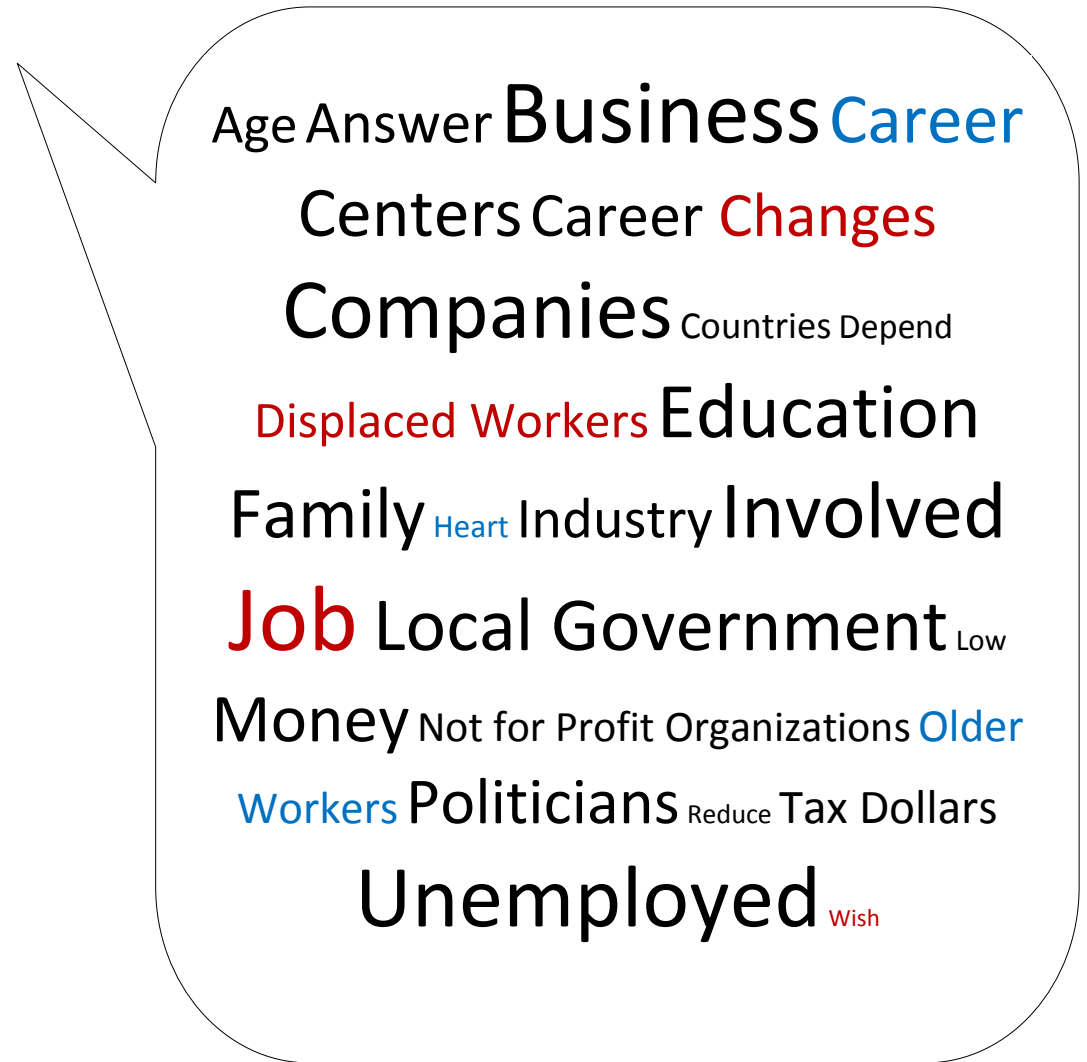 Age Answer Business Career
Centers Career Changes
Companies Countries Depend
Displaced Workers Education
Family Heart Industry Involved
Job Local Government Low
Money Not for Profit Organizations Older
Workers Politicians Reduce Tax Dollars
Unemployed Wish